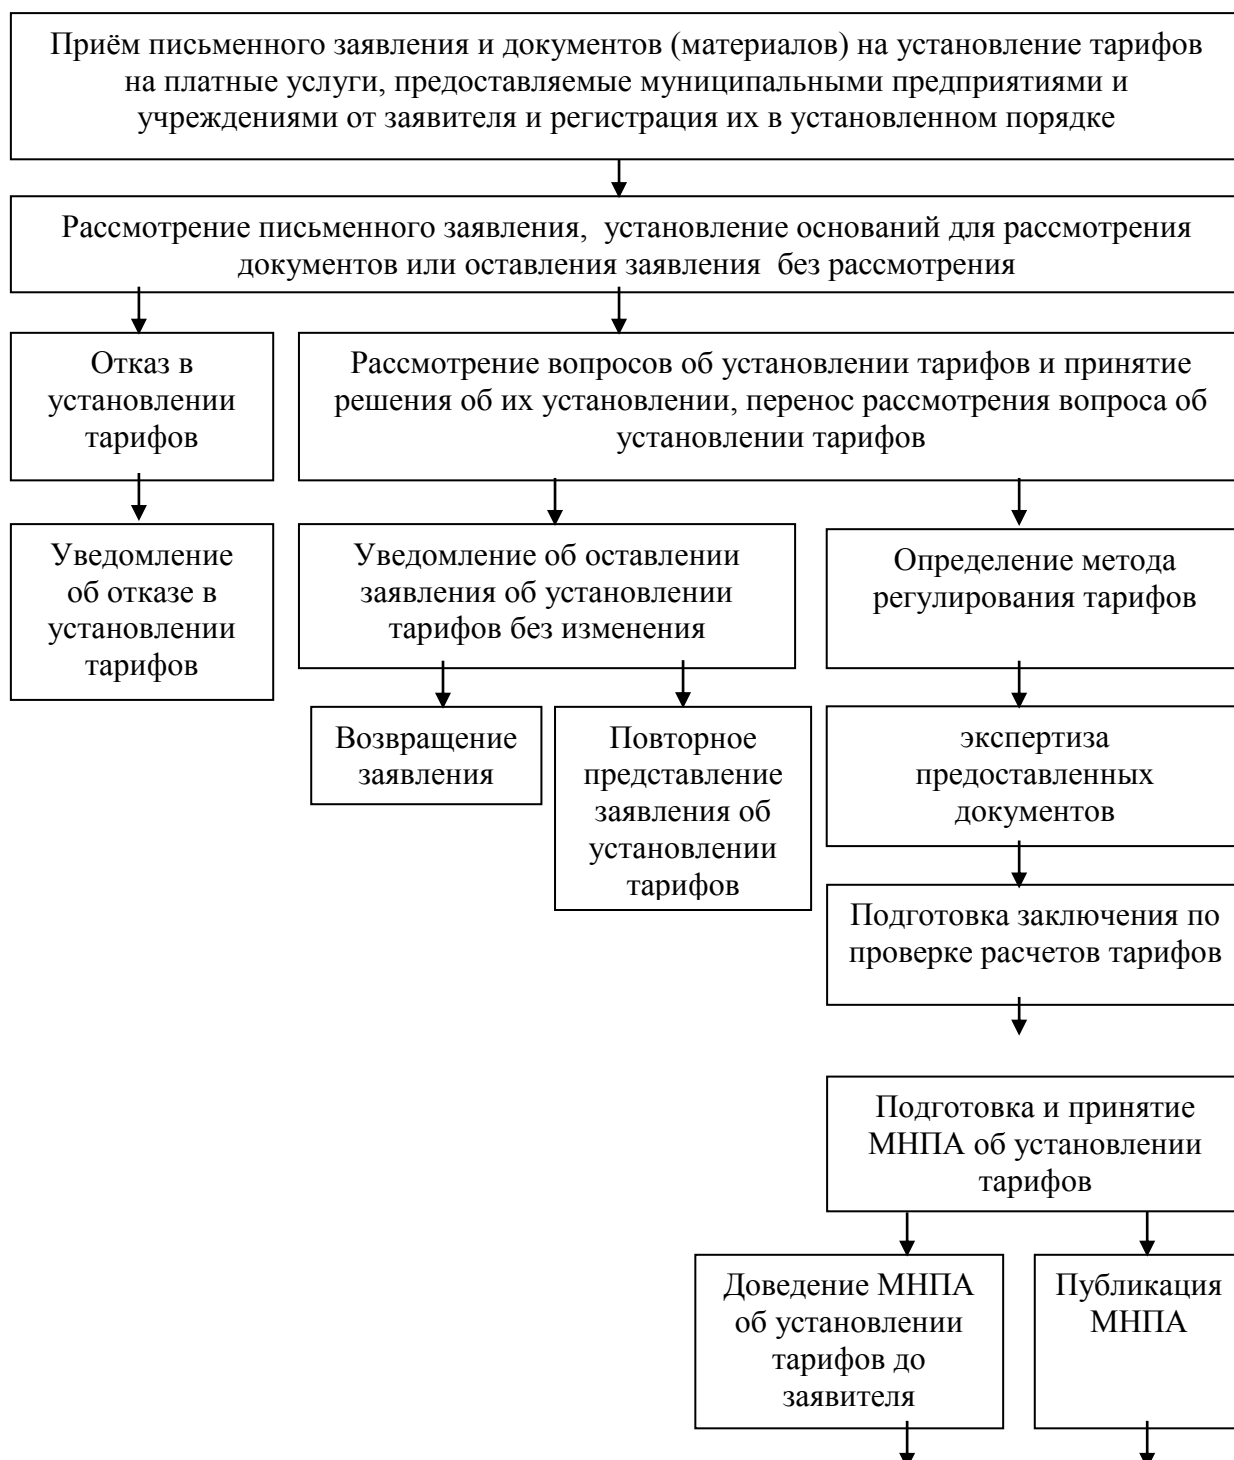 Приём письменного заявления и документов (материалов) на установление тарифов
на платные услуги, предоставляемые муниципальными предприятиями и
учреждениями от заявителя и регистрация их в установленном порядке
Рассмотрение письменного заявления, установление оснований для рассмотрения
документов или оставления заявления без рассмотрения
Отказ в
установлении
тарифов
Рассмотрение вопросов об установлении тарифов и принятие
решения об их установлении, перенос рассмотрения вопроса об
установлении тарифов
Уведомление
об отказе в
установлении
тарифов
Уведомление об оставлении
заявления об установлении
тарифов без изменения
Определение метода
регулирования тарифов
Возвращение
заявления
Повторное
представление
заявления об
установлении
тарифов
экспертиза
предоставленных
документов
Подготовка заключения по
проверке расчетов тарифов
Подготовка и принятие
МНПА об установлении
тарифов
Доведение МНПА
об установлении
тарифов до
заявителя
Публикация
МНПА